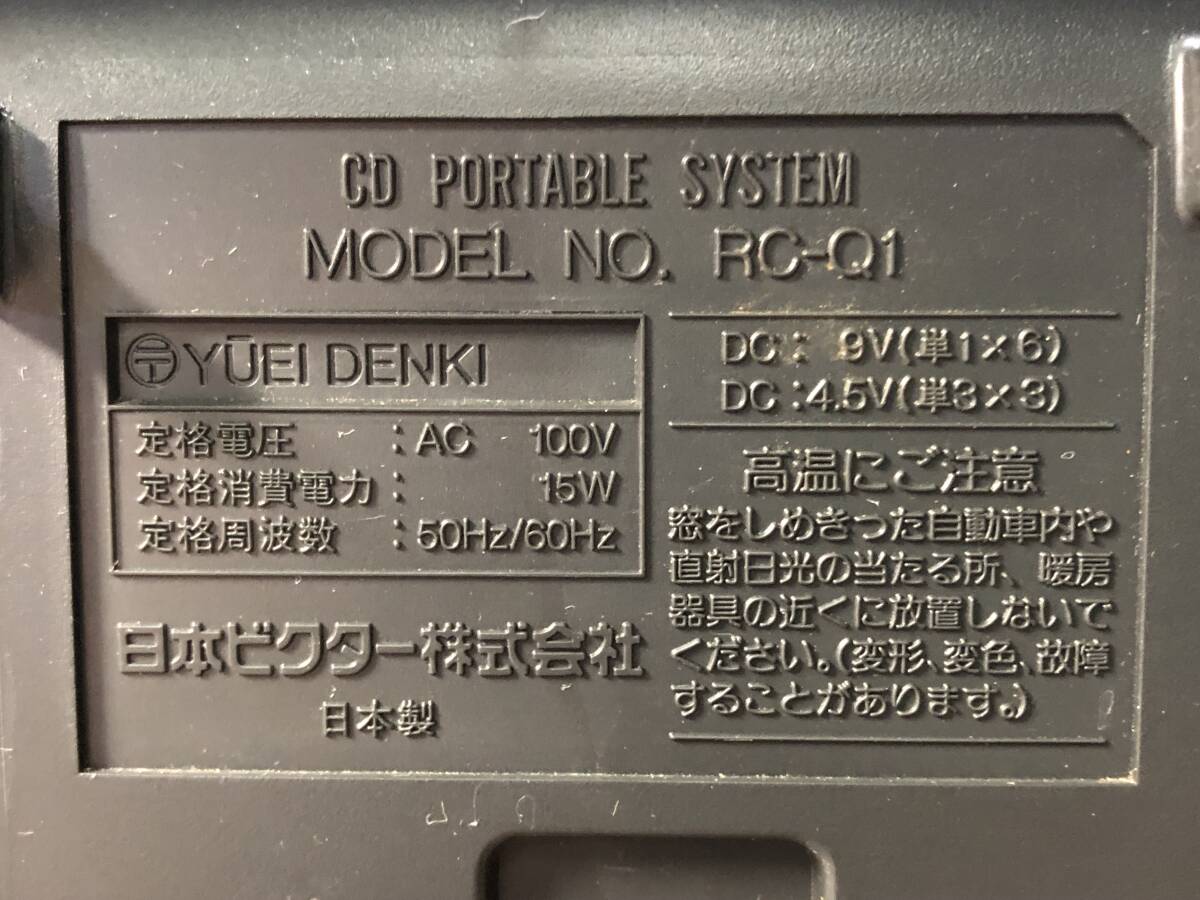 CD PORTABLE SYSTEM
MODEL NO. RC-Q1
〒 YŪEI DENKI
定格電圧 : AC 100V
定格消費電力 : 15W
定格周波数 : 50Hz/60Hz
日本ビクター株式会社
日本製
DC : 9V(単1×6)
DC : 4.5V(単3×3)
高温にご注意
窓をしめきった自動車内や
直射日光の当たる所、暖房
器具の近くに放置しないで
ください。(変形、変色、故障
することがあります。)